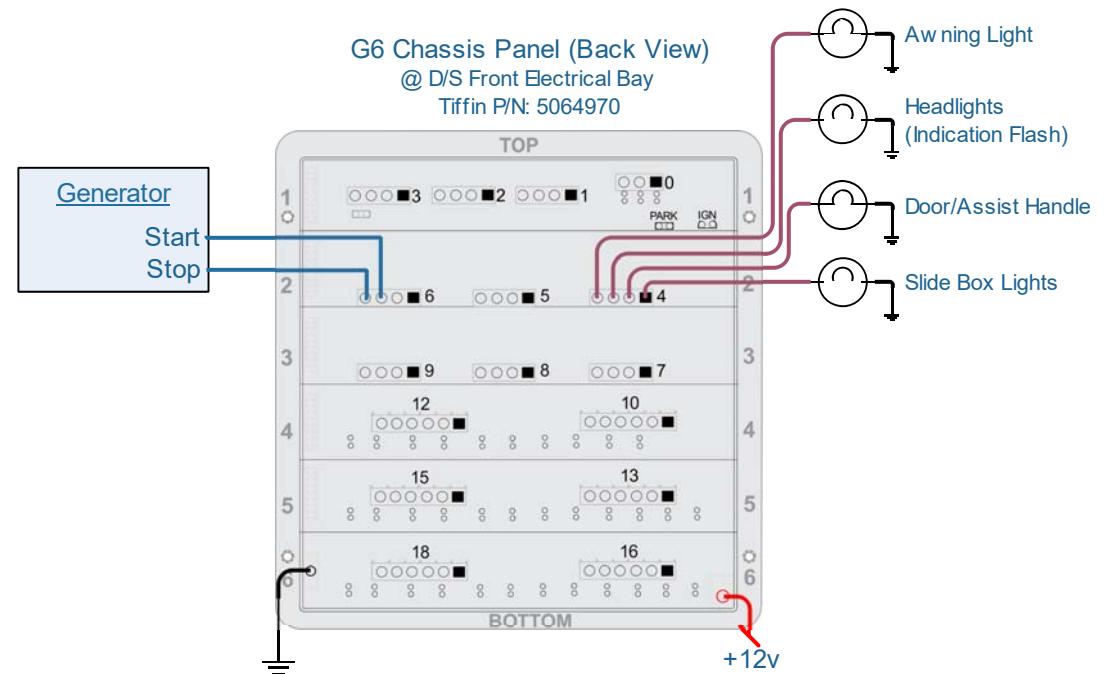 G6 Chassis Panel (Back View)
@ D/S Front Electrical Bay
Tiffin P/N: 5064970
Awning Light
Headlights
(Indication Flash)
Door/Assist Handle
Slide Box Lights
Generator
Start
Stop
TOP
1 3 2 1 0 1
PARK IGN
2 6 5 4 2
3 9 8 7 3
12 10
4 4
15 13
5 5
18 16
6 6
BOTTOM
+12v